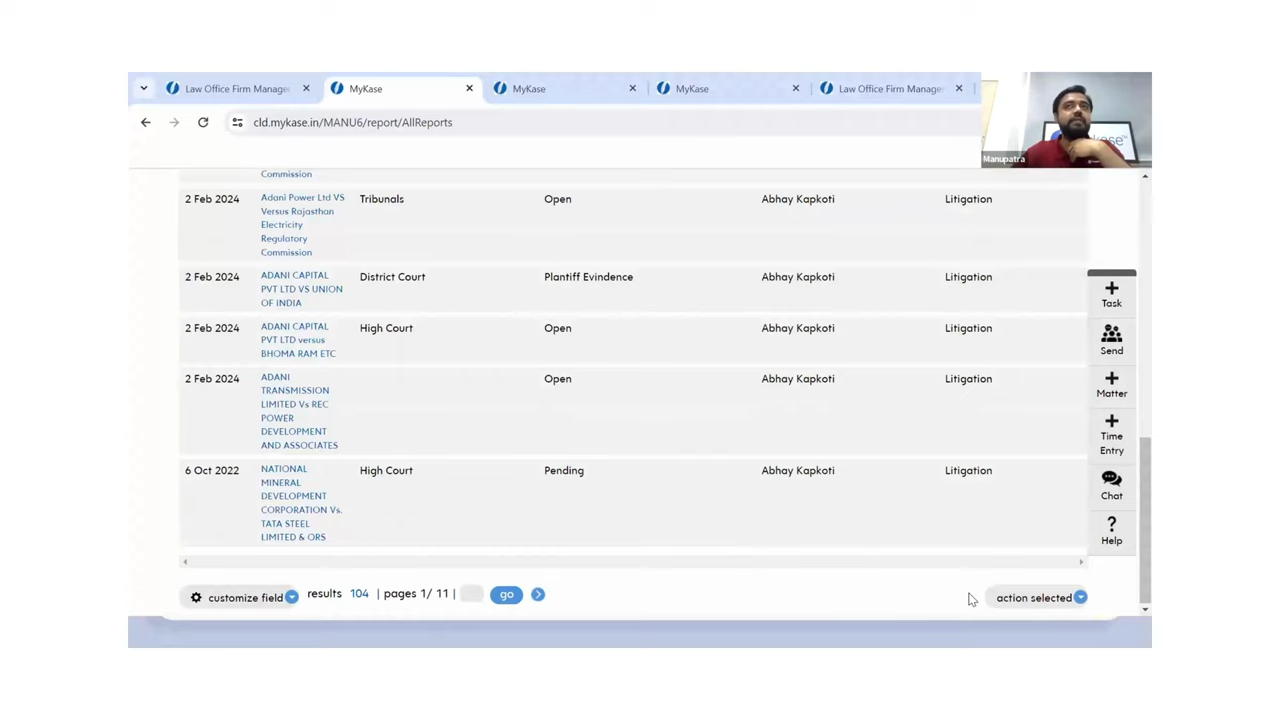 Law Office Firm Manage
MyKase
MyKase
MyKase
Law Office Firm Manage
cld.mykase.in/MANU6/report/AllReports
Manupatra
Commission
2 Feb 2024
Adani Power Ltd VS
Versus Rajasthan
Electricity
Regulatory
Commission
Tribunals
Open
Abhay Kapkoti
Litigation
2 Feb 2024
ADANI CAPITAL
PVT LTD VS UNION
OF INDIA
District Court
Plantiff Evindence
Abhay Kapkoti
Litigation
2 Feb 2024
ADANI CAPITAL
PVT LTD versus
BHOMA RAM ETC
High Court
Open
Abhay Kapkoti
Litigation
2 Feb 2024
ADANI
TRANSMISSION
LIMITED Vs REC
POWER
DEVELOPMENT
AND ASSOCIATES
Open
Abhay Kapkoti
Litigation
6 Oct 2022
NATIONAL
MINERAL
DEVELOPMENT
CORPORATION Vs.
TATA STEEL
LIMITED & ORS
High Court
Pending
Abhay Kapkoti
Litigation
Task
Send
Matter
Time
Entry
Chat
?
Help
customize field
results 104 | pages 1/ 11 |
go
action selected